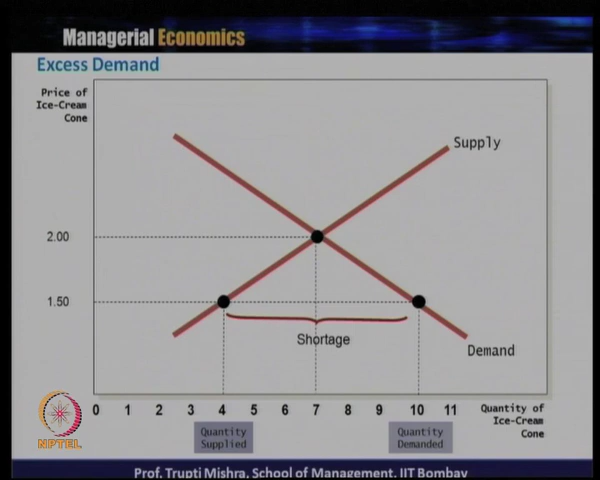 Managerial Economics
Excess Demand
Price of
Ice-Cream
Cone
Supply
2.00
1.50
Shortage
Demand
0 1 2 3 4 5 6 7 8 9 10 11
Quantity of
Ice-Cream
Cone
Quantity
Supplied
Quantity
Demanded
NPTEL
Prof. Trupti Mishra, School of Management, IIT Bombay